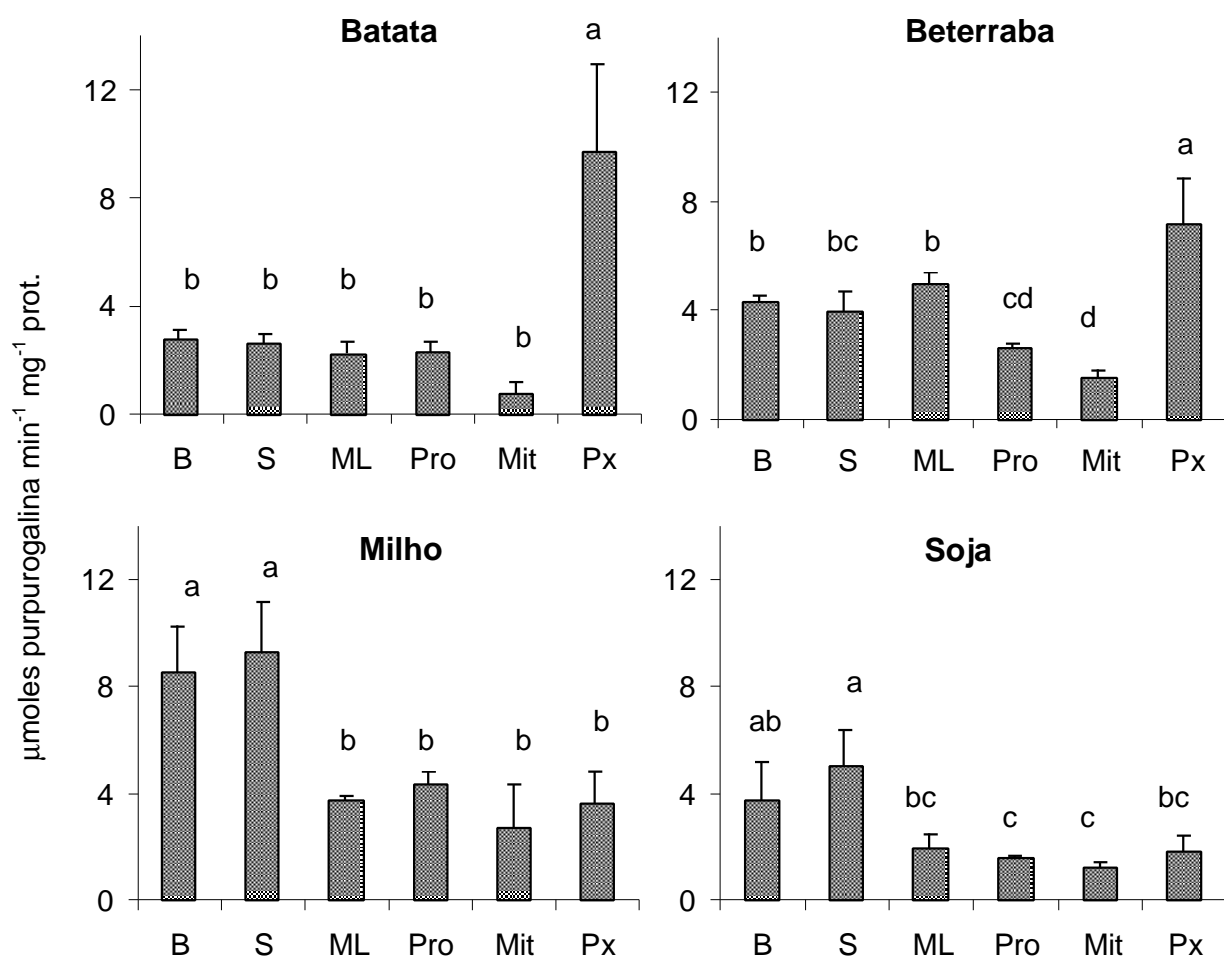 µmoles purpurogalina min⁻¹ mg⁻¹ prot.
Batata
12
8
4
0
a
b b b b b
B S ML Pro Mit Px
Beterraba
12
8
4
0
a
b bc b cd d
B S ML Pro Mit Px
Milho
12
8
4
0
a a b b b b
B S ML Pro Mit Px
Soja
12
8
4
0
ab a bc c c bc
B S ML Pro Mit Px